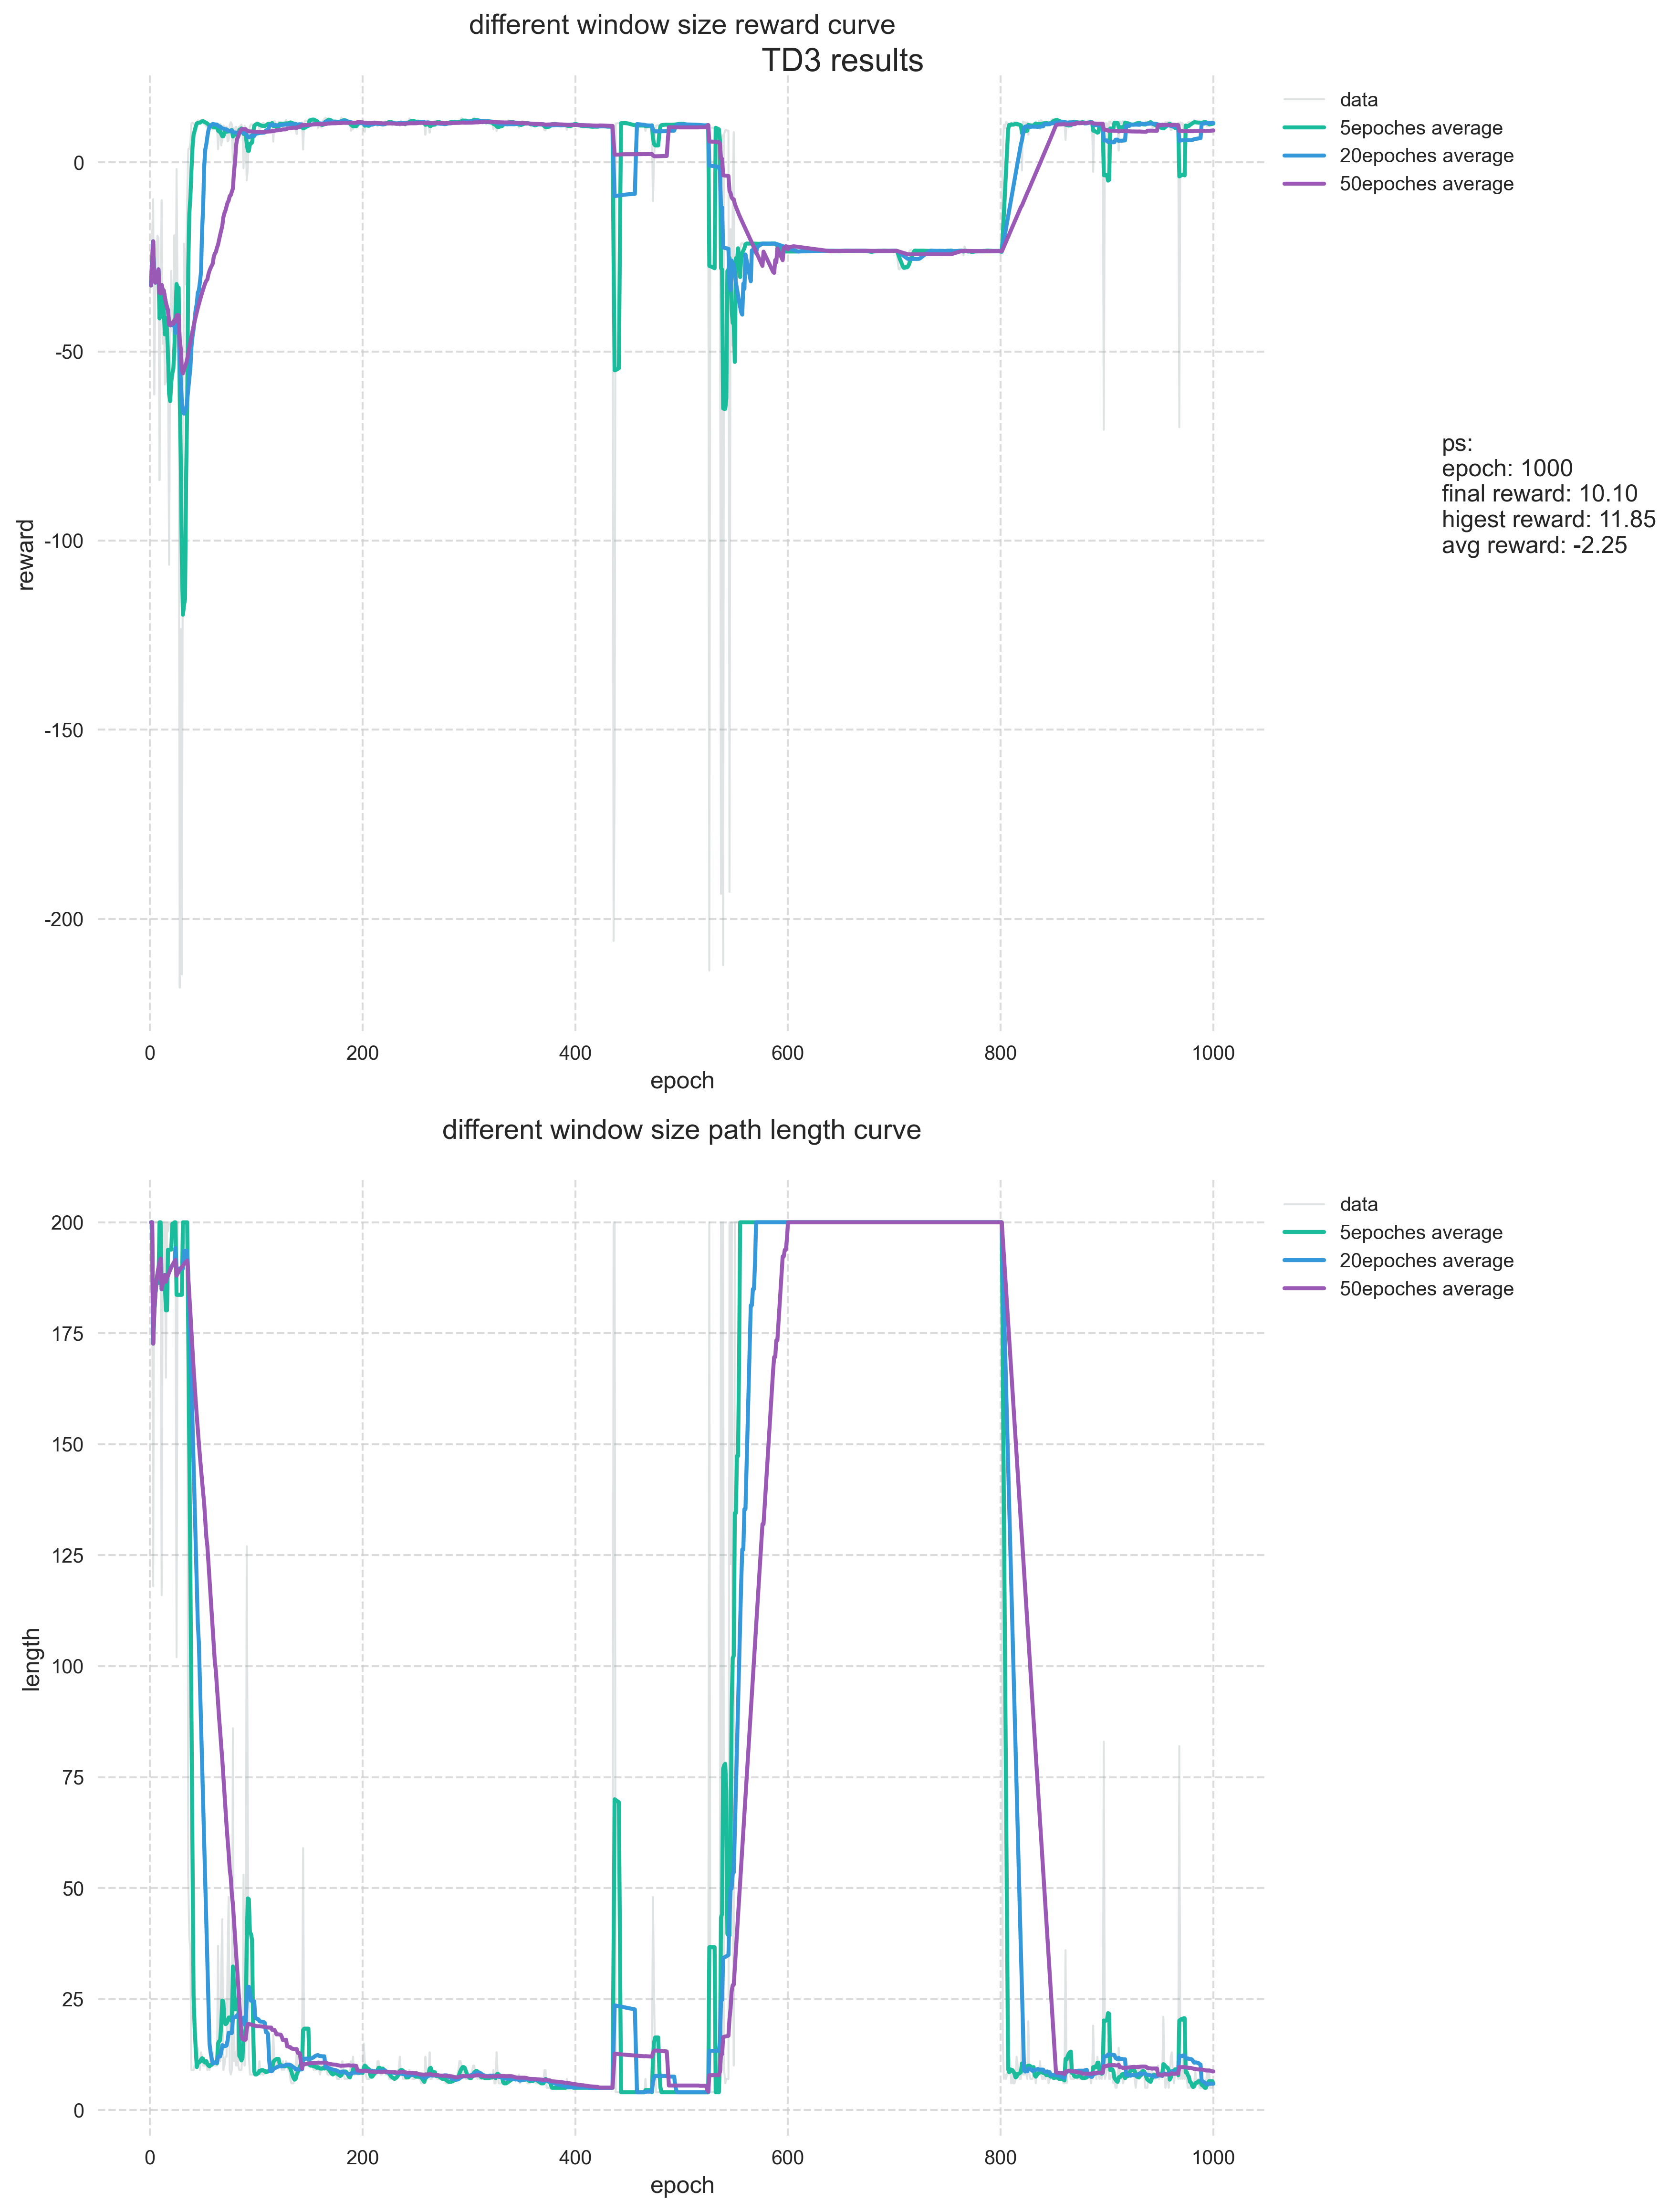 different window size reward curve
TD3 results
data
5epoches average
20epoches average
50epoches average
0
-50
-100
-150
-200
reward
ps:
epoch: 1000
final reward: 10.10
higest reward: 11.85
avg reward: -2.25
0 200 400 600 800 1000
epoch
different window size path length curve
data
5epoches average
20epoches average
50epoches average
200
175
150
125
100
75
50
25
0
length
0 200 400 600 800 1000
epoch